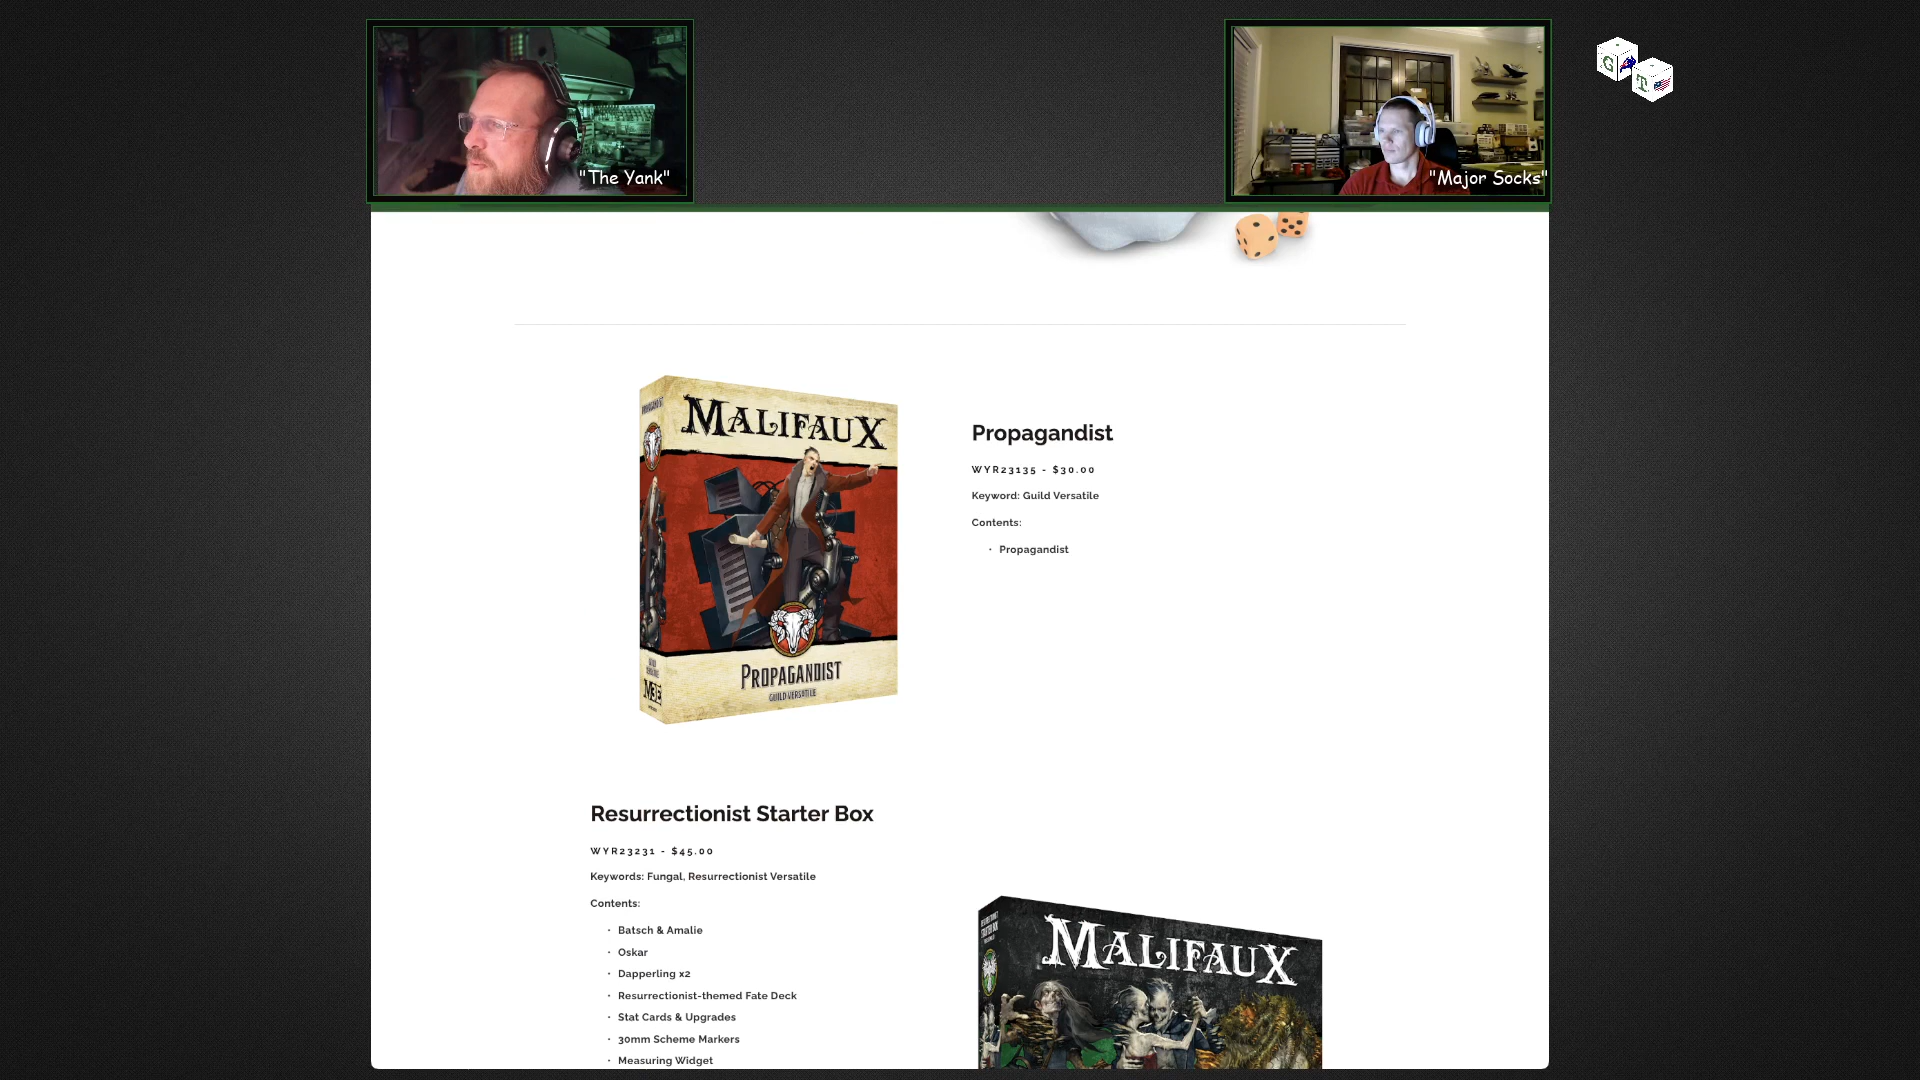 "The Yank"
"Major Socks"
G
T
MALIFAUX
PROPAGANDIST
GUILD VERSATILE
M3E
Propagandist
WYR23135 - $30.00
Keyword: Guild Versatile
Contents:
• Propagandist
Resurrectionist Starter Box
WYR23231 - $45.00
Keywords: Fungal, Resurrectionist Versatile
Contents:
• Batsch & Amalie
• Oskar
• Dapperling x2
• Resurrectionist-themed Fate Deck
• Stat Cards & Upgrades
• 30mm Scheme Markers
• Measuring Widget
MALIFAUX